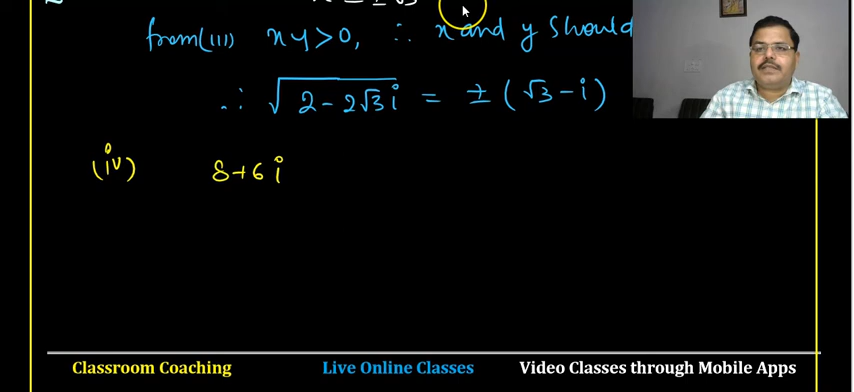 x = ± √3
from (III) xy > 0, ∴ x and y should
∴ √(2 - 2√3 i) = ± (√3 - i)
(iv) 8 + 6i
Classroom Coaching Live Online Classes Video Classes through Mobile Apps